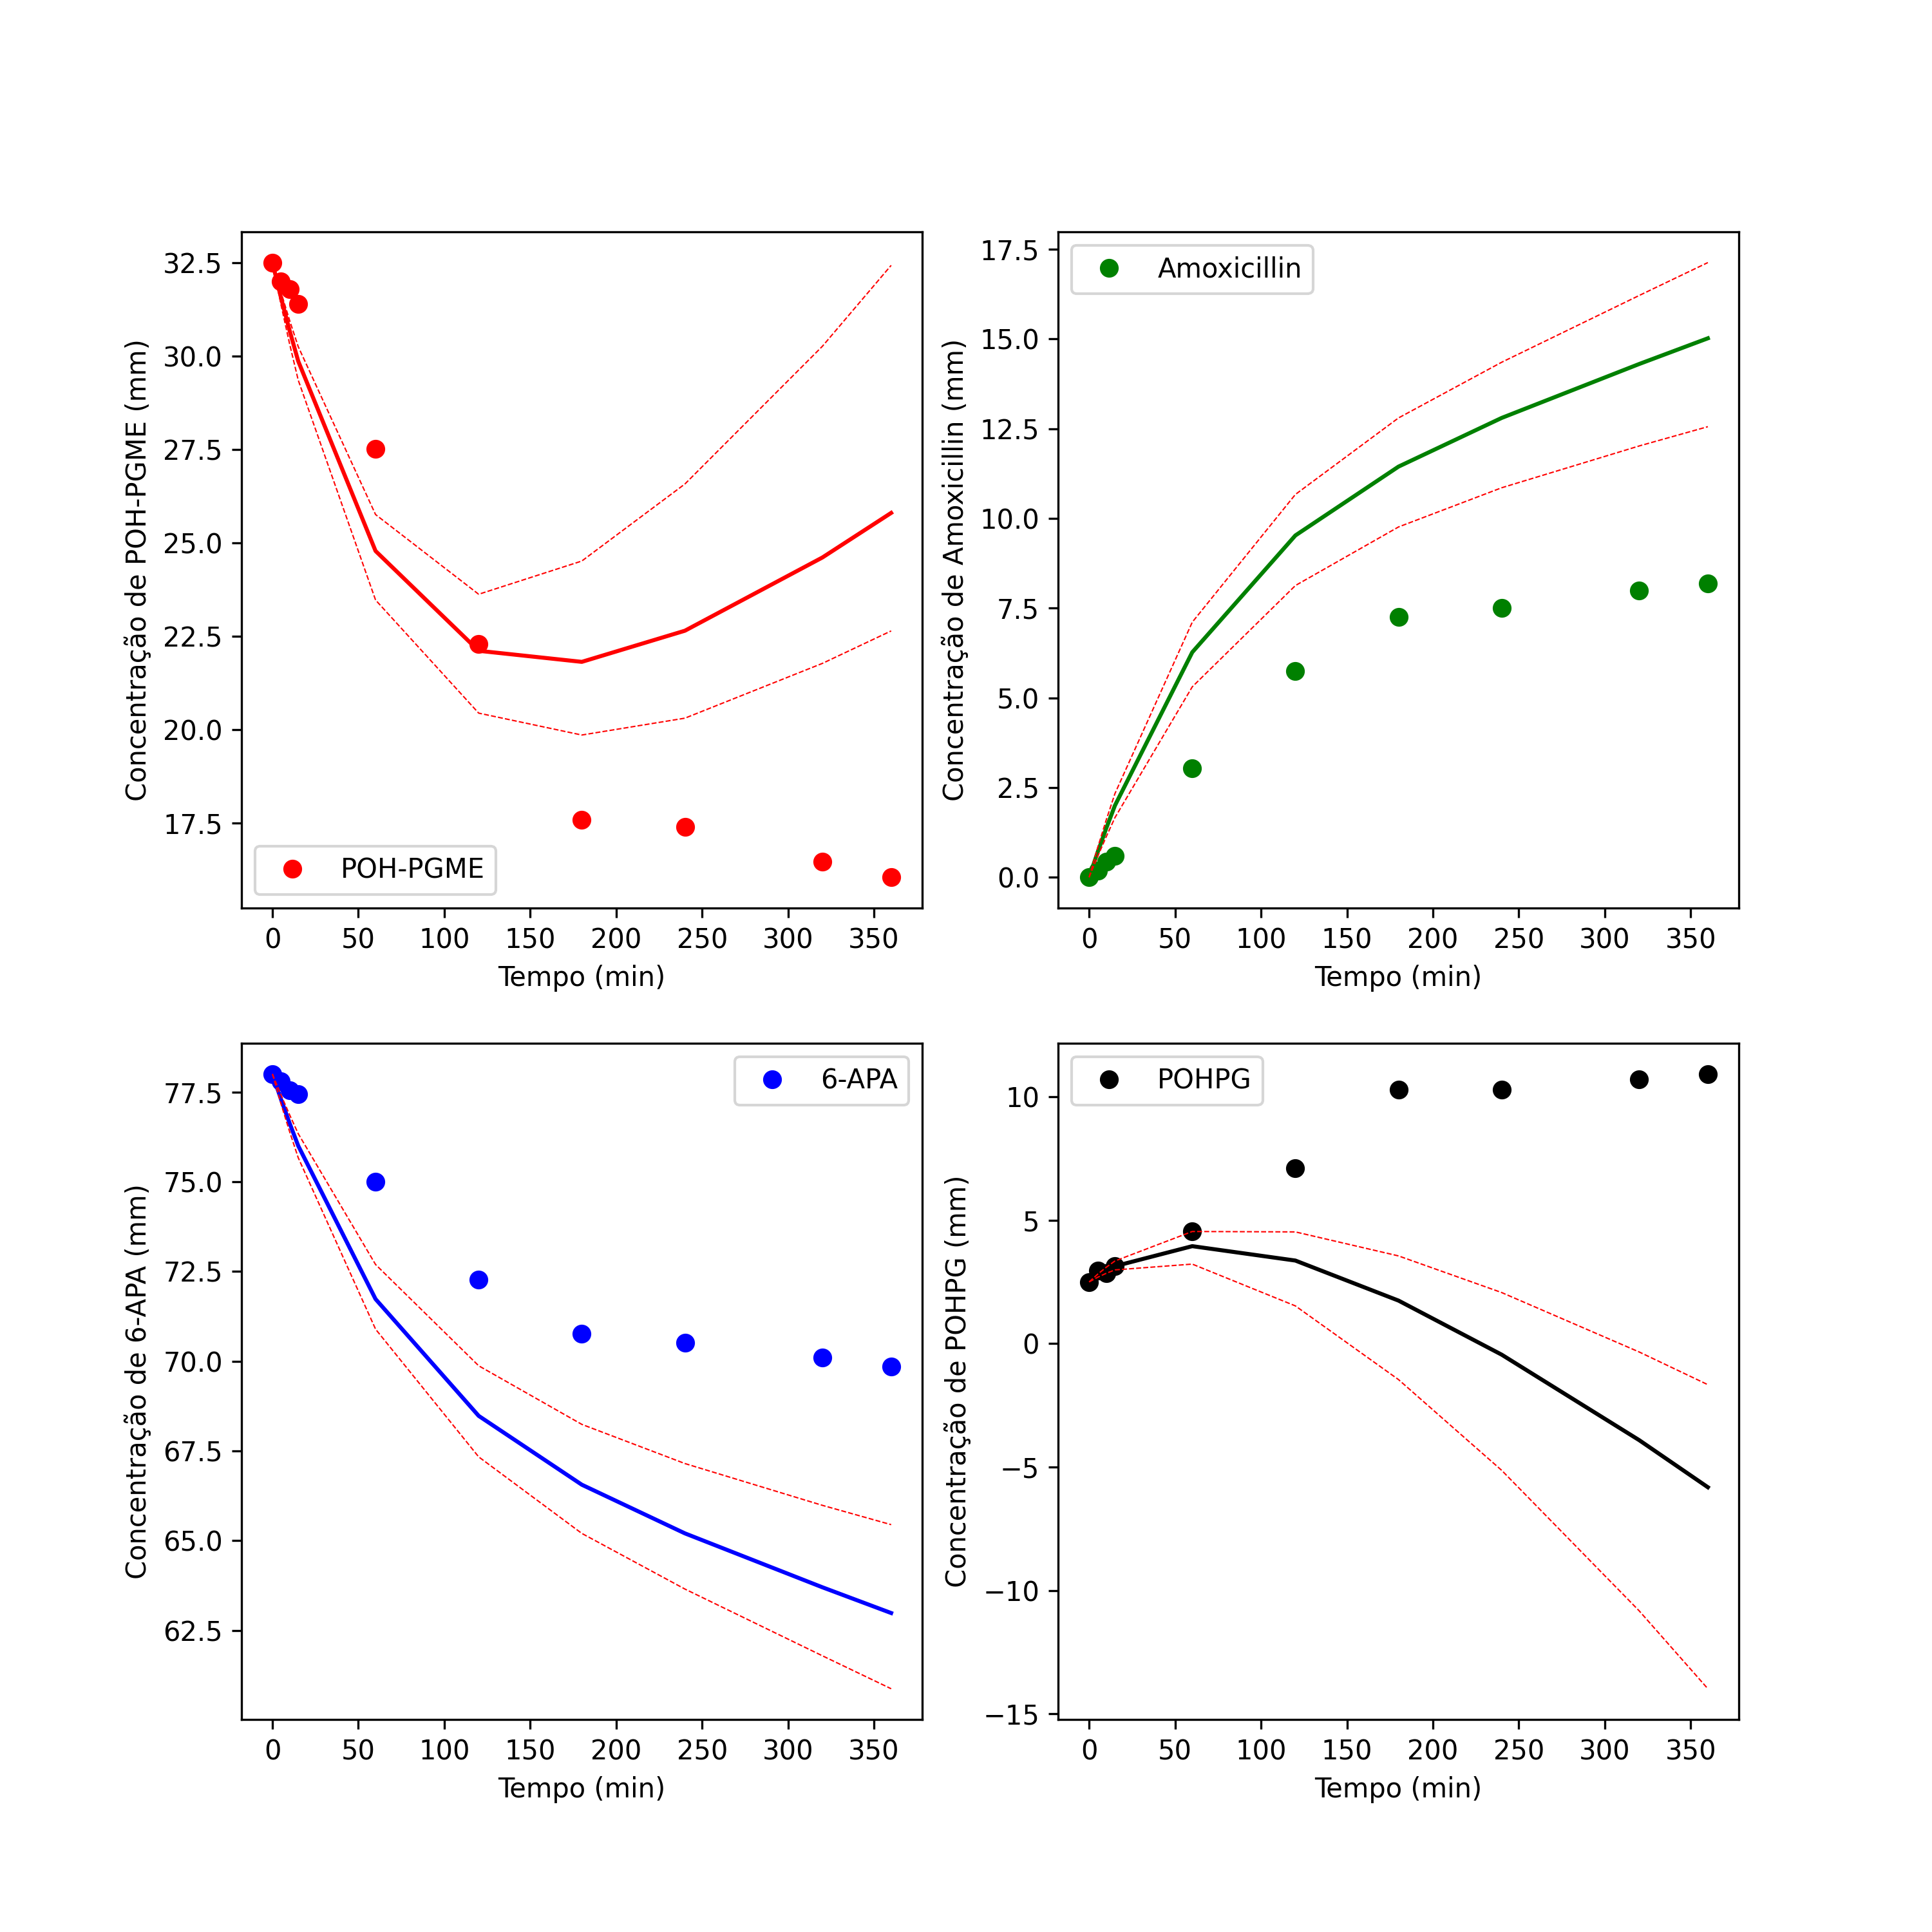 Concentração de POH-PGME (mm)
32.5
30.0
27.5
25.0
22.5
20.0
17.5
POH-PGME
0 50 100 150 200 250 300 350
Tempo (min)
Concentração de Amoxicillin (mm)
17.5
15.0
12.5
10.0
7.5
5.0
2.5
0.0
Amoxicillin
0 50 100 150 200 250 300 350
Tempo (min)
Concentração de 6-APA (mm)
77.5
75.0
72.5
70.0
67.5
65.0
62.5
6-APA
0 50 100 150 200 250 300 350
Tempo (min)
Concentração de POHPG (mm)
10
5
0
−5
−10
−15
POHPG
0 50 100 150 200 250 300 350
Tempo (min)